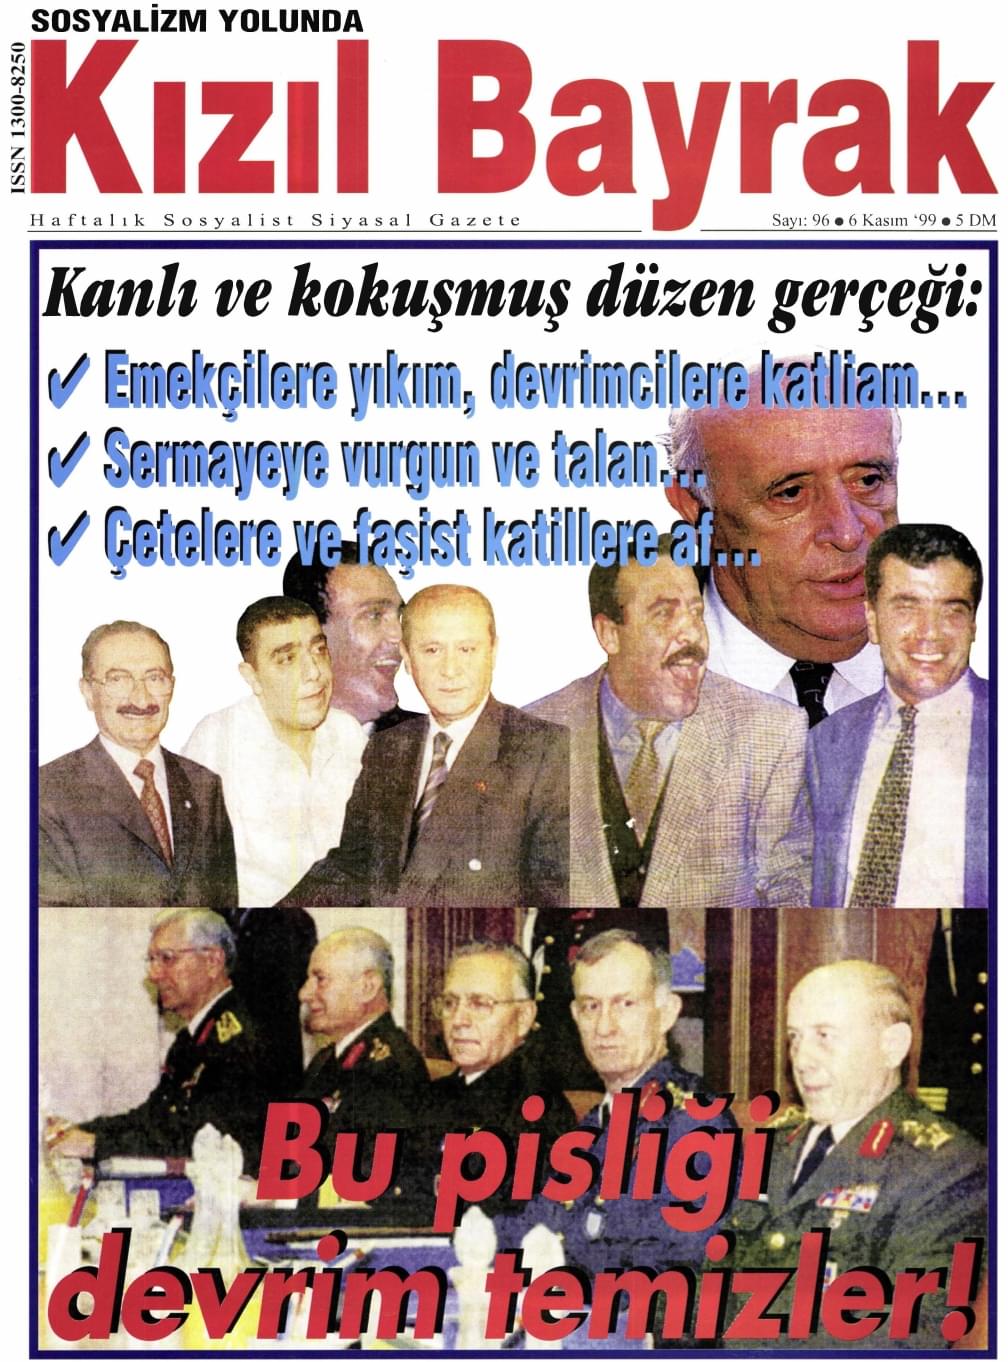 SOSYALİZM YOLUNDA
ISSN 1300-8250
Kızıl Bayrak
Haftalık Sosyalist Siyasal Gazete
Sayı: 96 ● 6 Kasım ‘99 ● 5 DM
Kanlı ve kokuşmuş düzen gerçeği:
✓ Emekçilere yıkım, devrimcilere katliam...
✓ Sermayeye vurgun ve talan...
✓ Çetelere ve faşist katillere af...
Bu pisliği
devrim temizler!